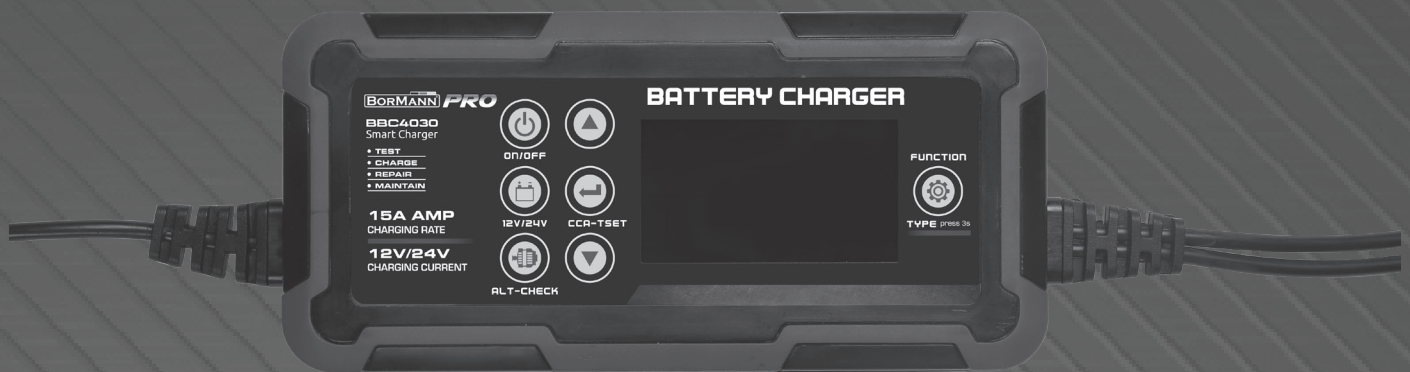 BORMANN PRO
BBC4030
Smart Charger
• TEST
• CHARGE
• REPAIR
• MAINTAIN
15A AMP
CHARGING RATE
12V/24V
CHARGING CURRENT
ON/OFF
12V/24V
CCA-TSET
ALT-CHECK
BATTERY CHARGER
FUNCTION
TYPE press 3s